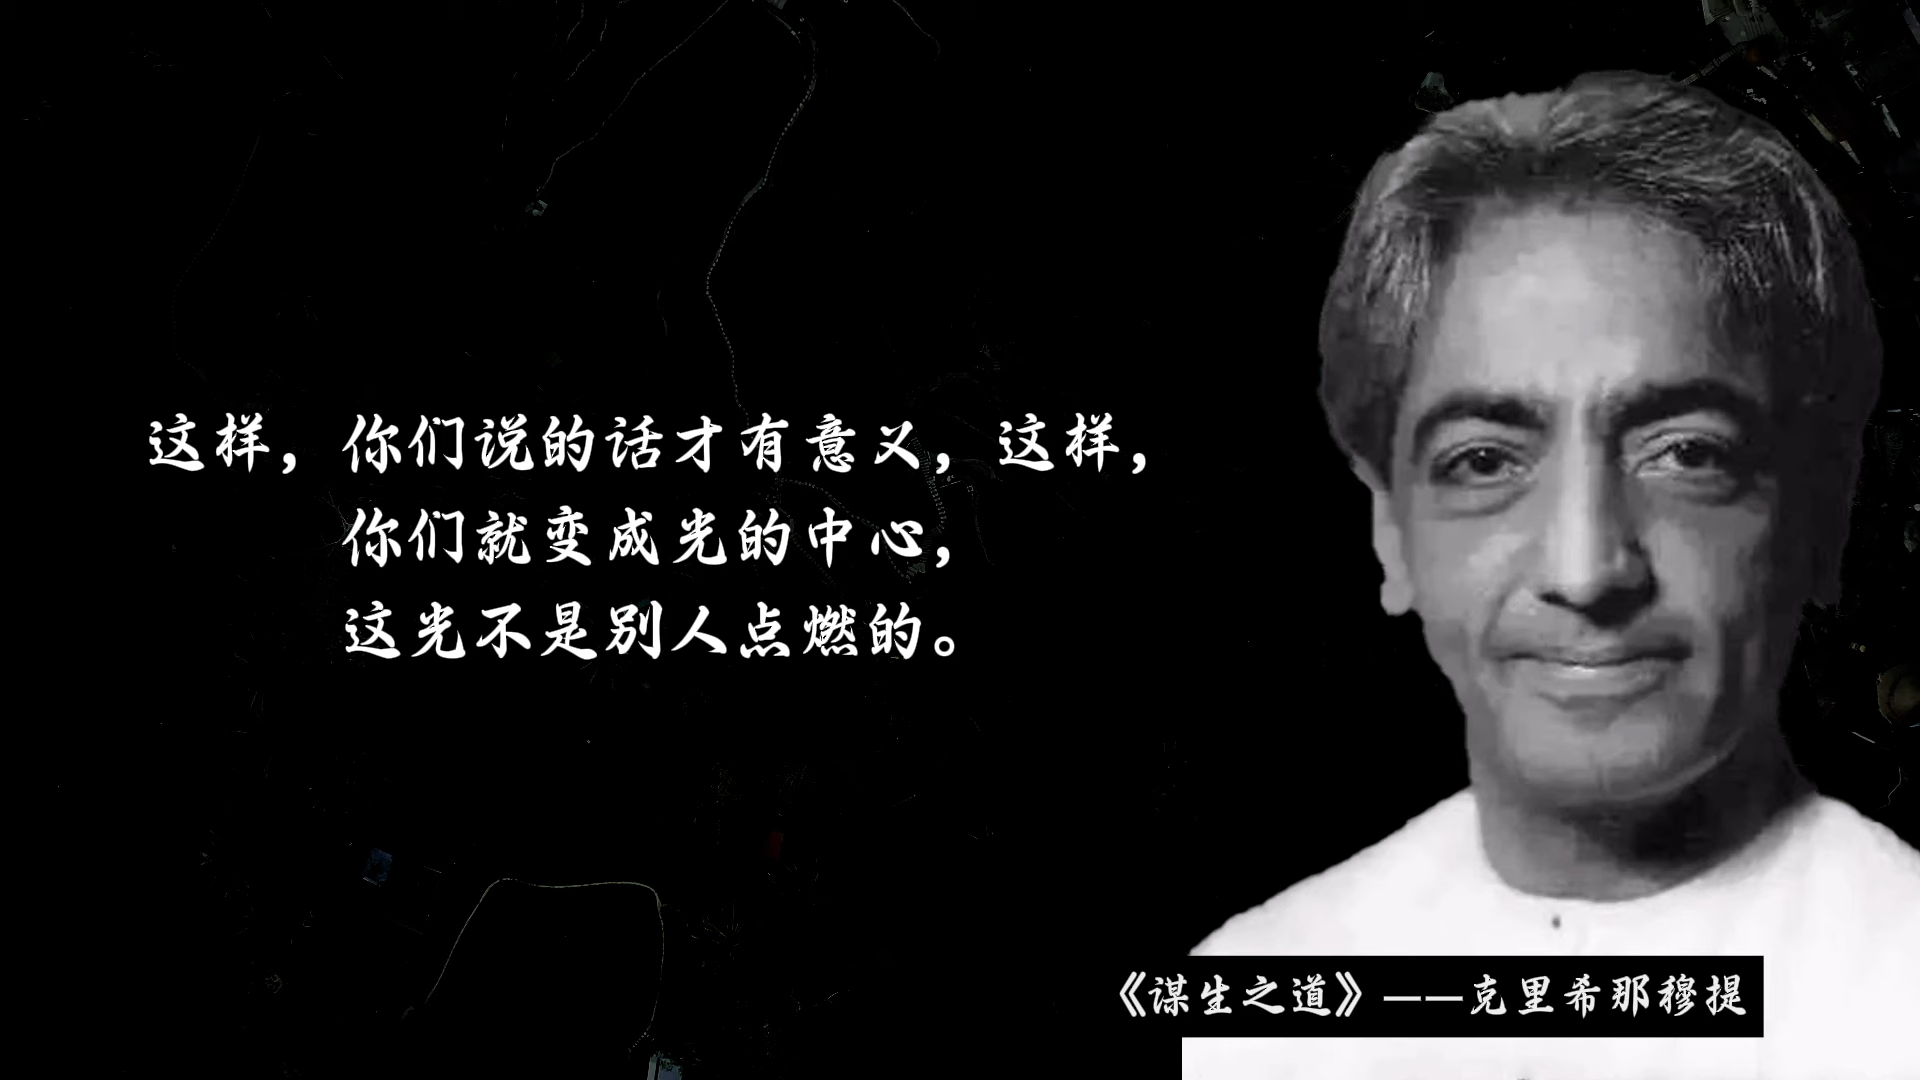 这样，你们说的话才有意义，这样，
你们就变成光的中心，
这光不是别人点燃的。
《谋生之道》——克里希那穆提